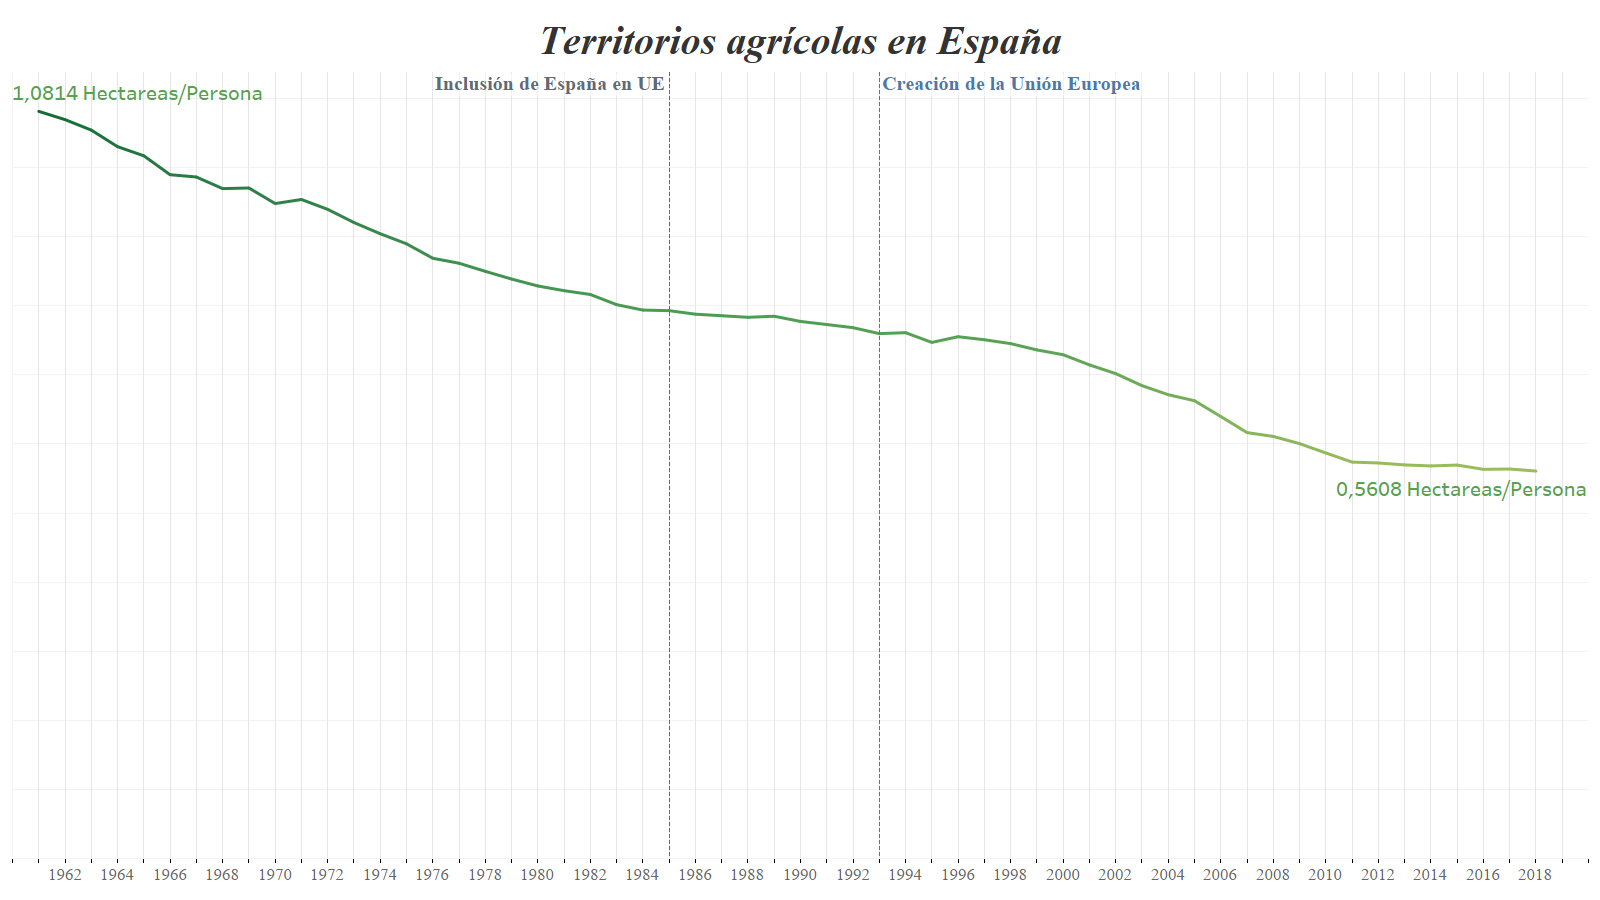 Territorios agrícolas en España
Inclusión de España en UE
Creación de la Unión Europea
1,0814 Hectareas/Persona
0,5608 Hectareas/Persona
1962 1964 1966 1968 1970 1972 1974 1976 1978 1980 1982 1984 1986 1988 1990 1992 1994 1996 1998 2000 2002 2004 2006 2008 2010 2012 2014 2016 2018